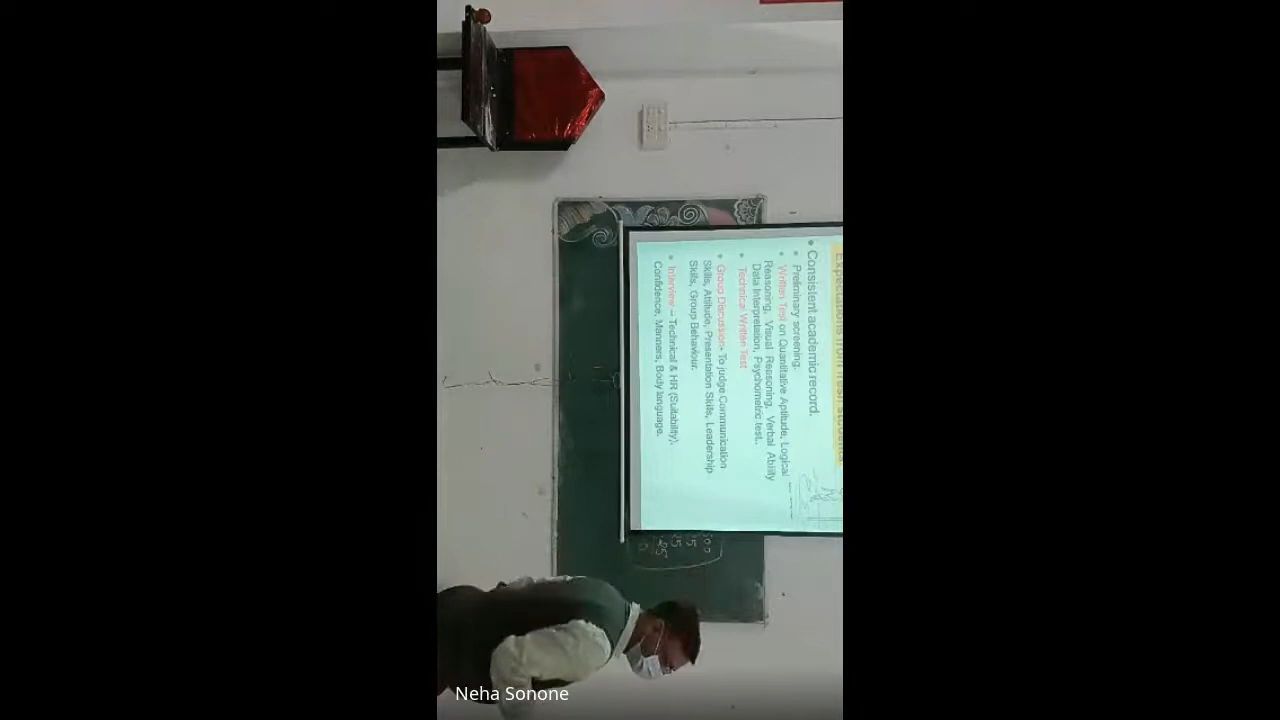 Expectations from fresh students
• Consistent academic record.
• Preliminary screening.
• Written Test on Quantitative Aptitude, Logical
Reasoning, Visual Reasoning, Verbal Ability
Data Interpretation, Psychometric test..
• Technical Written Test
• Group Discussion- To judge Communication
Skills, Attitude, Presentation Skills, Leadership
Skills, Group Behaviour.
• Interview – Technical & HR (Suitability).
Confidence, Manners, Body language.
Neha Sonone